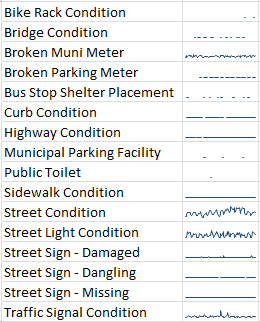 Bike Rack Condition
Bridge Condition
Broken Muni Meter
Broken Parking Meter
Bus Stop Shelter Placement
Curb Condition
Highway Condition
Municipal Parking Facility
Public Toilet
Sidewalk Condition
Street Condition
Street Light Condition
Street Sign - Damaged
Street Sign - Dangling
Street Sign - Missing
Traffic Signal Condition